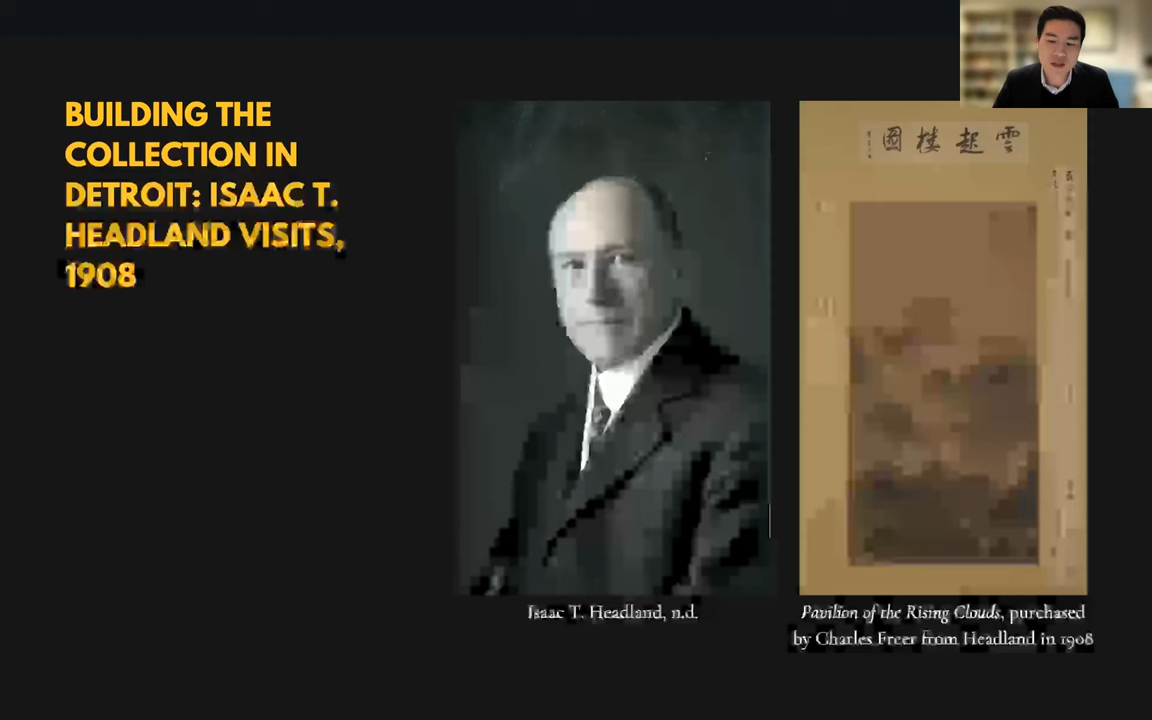 BUILDING THE
COLLECTION IN
DETROIT: ISAAC T.
HEADLAND VISITS,
1908
圖樓起雲
Isaac T. Headland, n.d.
Pavilion of the Rising Clouds, purchased
by Charles Freer from Headland in 1908